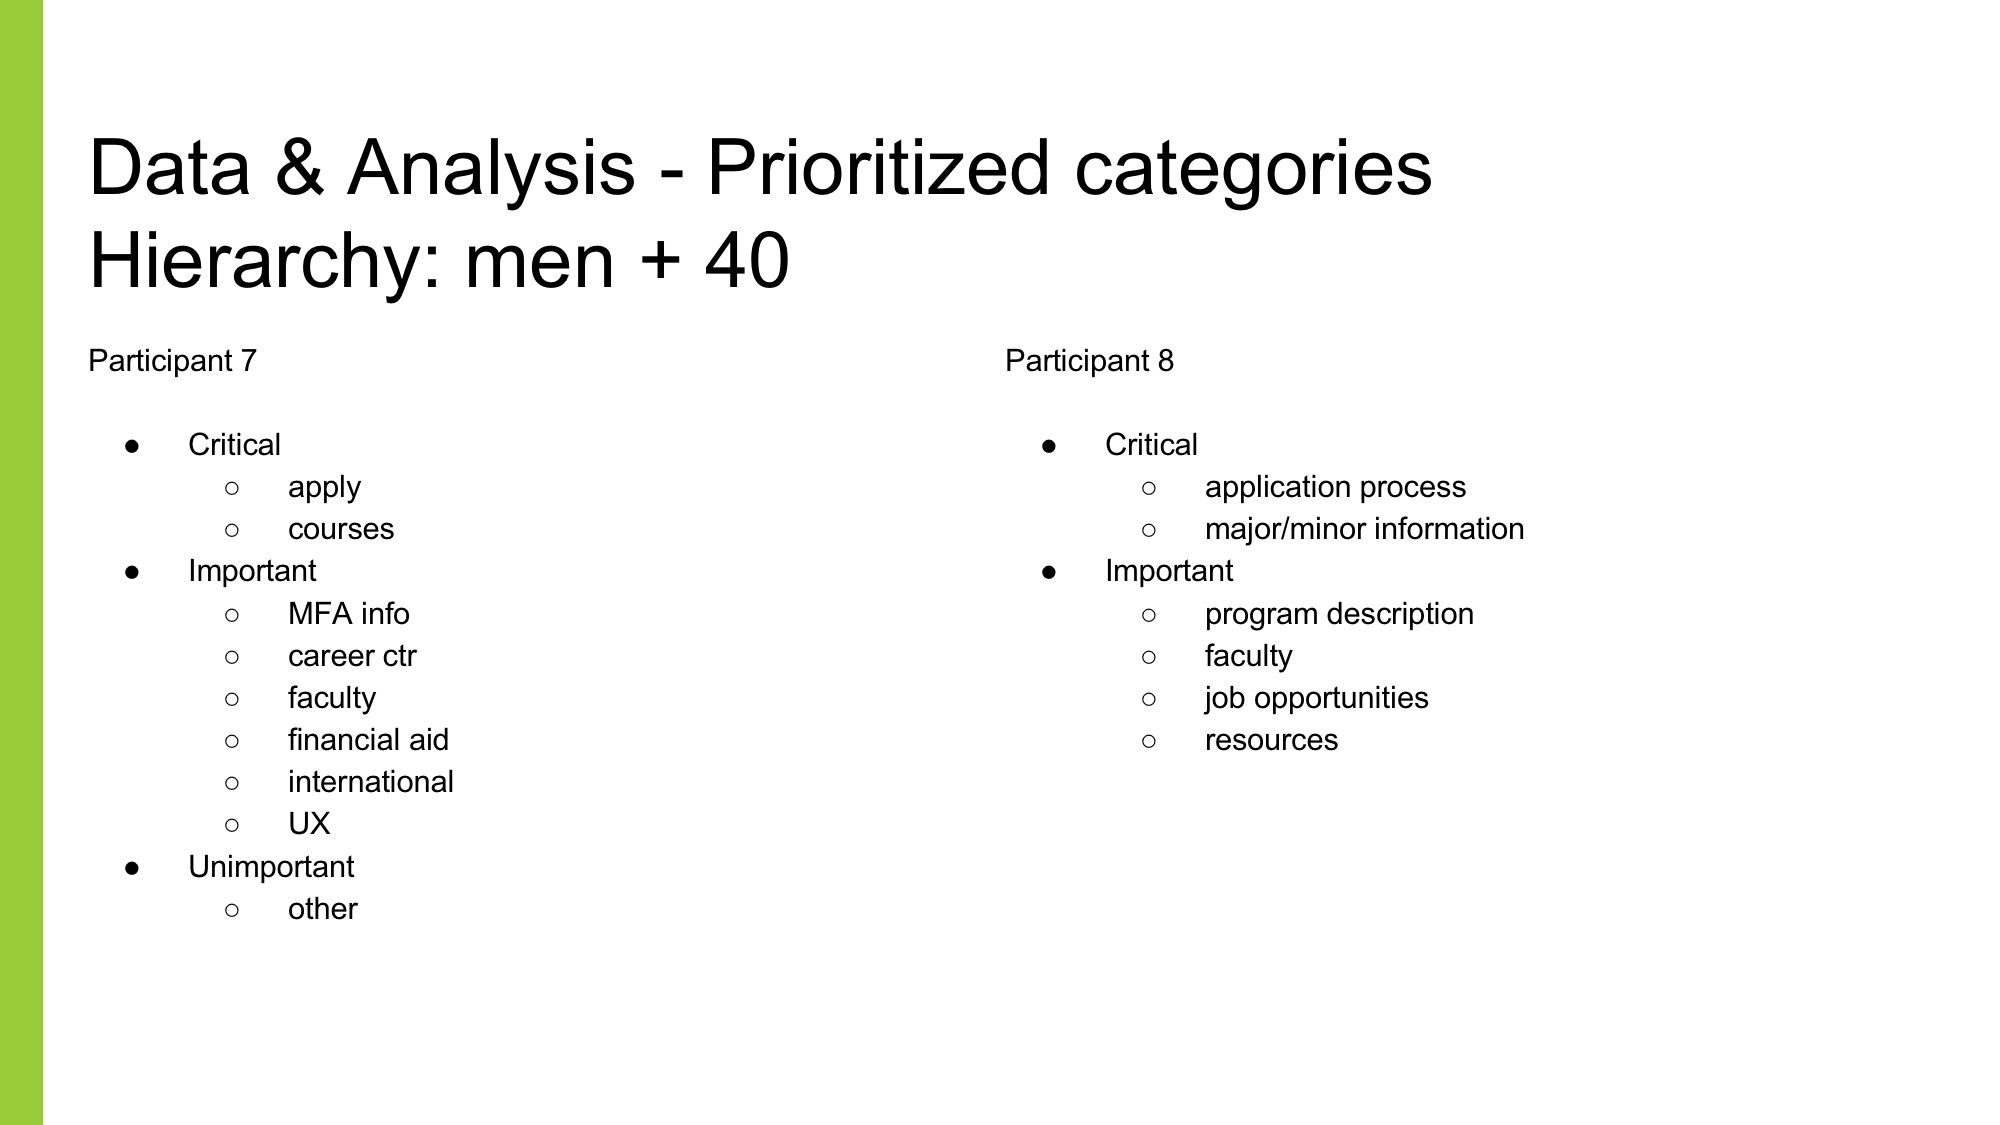 Data & Analysis - Prioritized categories
Hierarchy: men + 40
Participant 7
● Critical
○ apply
○ courses
● Important
○ MFA info
○ career ctr
○ faculty
○ financial aid
○ international
○ UX
● Unimportant
○ other
Participant 8
● Critical
○ application process
○ major/minor information
● Important
○ program description
○ faculty
○ job opportunities
○ resources